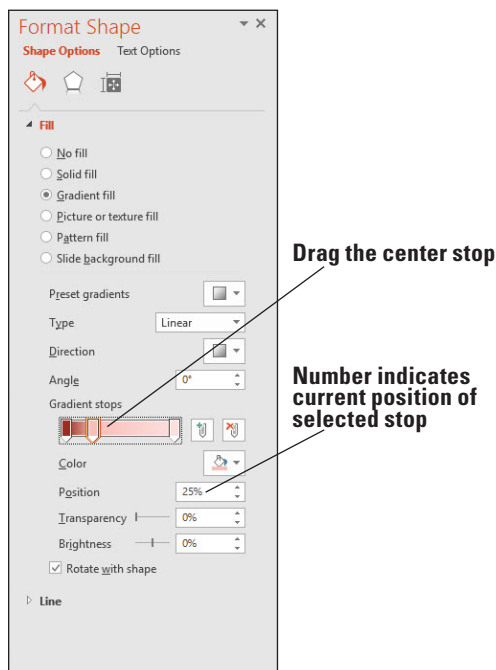 Format Shape
Shape Options Text Options
Fill
No fill
Solid fill
Gradient fill
Picture or texture fill
Pattern fill
Slide background fill
Drag the center stop
Preset gradients
Type Linear
Direction
Angle 0°
Number indicates
current position of
selected stop
Gradient stops
Color
Position 25%
Transparency 0%
Brightness 0%
Rotate with shape
Line